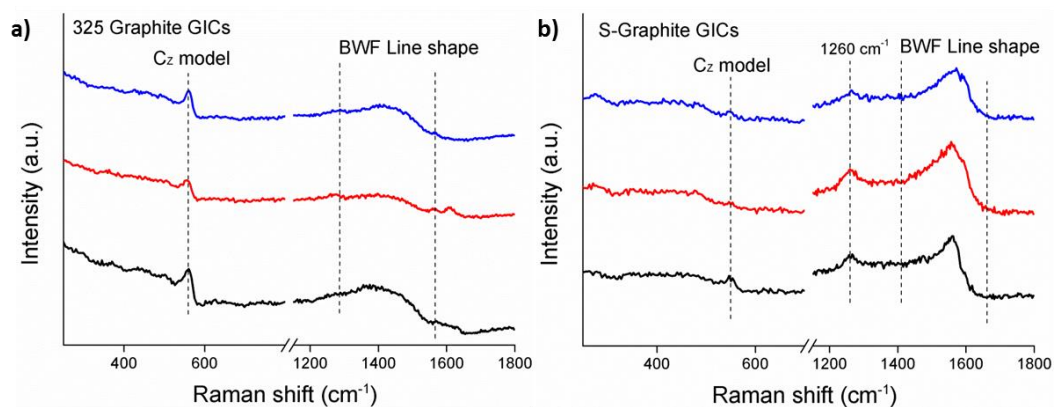 a)
325 Graphite GICs
Cz model
BWF Line shape
Intensity (a.u.)
400 600 1200 1400 1600 1800
Raman shift (cm-1)
b)
S-Graphite GICs
Cz model
1260 cm-1
BWF Line shape
Intensity (a.u.)
400 600 1200 1400 1600 1800
Raman shift (cm-1)